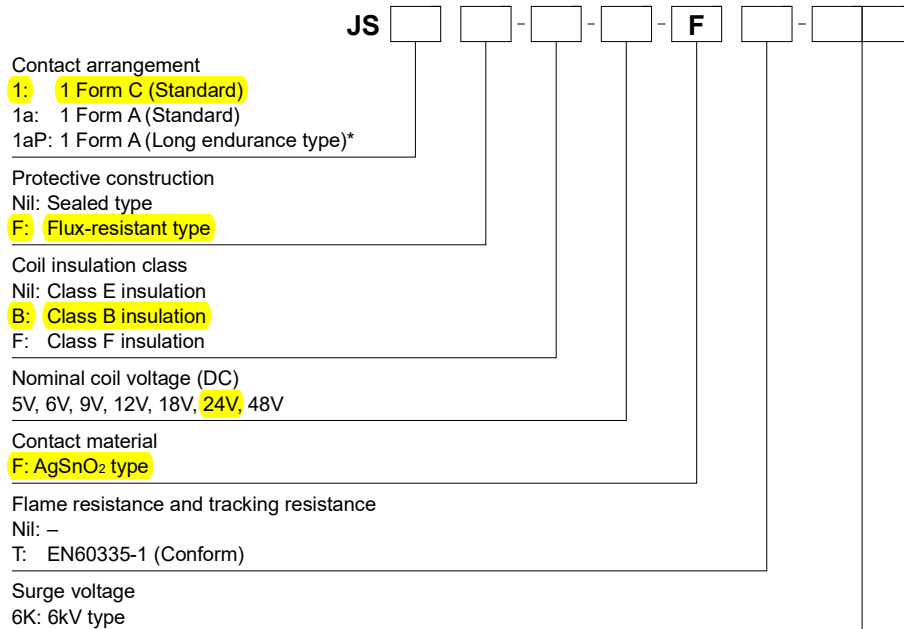 JS - - - F -
Contact arrangement
1: 1 Form C (Standard)
1a: 1 Form A (Standard)
1aP: 1 Form A (Long endurance type)*
Protective construction
Nil: Sealed type
F: Flux-resistant type
Coil insulation class
Nil: Class E insulation
B: Class B insulation
F: Class F insulation
Nominal coil voltage (DC)
5V, 6V, 9V, 12V, 18V, 24V, 48V
Contact material
F: AgSnO₂ type
Flame resistance and tracking resistance
Nil: –
T: EN60335-1 (Conform)
Surge voltage
6K: 6kV type